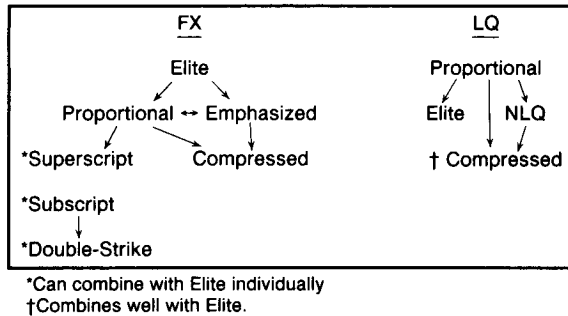 FX LQ
Elite Proportional
Proportional ↔ Emphasized Elite NLQ
*Superscript Compressed † Compressed
*Subscript
*Double-Strike
*Can combine with Elite individually
†Combines well with Elite.